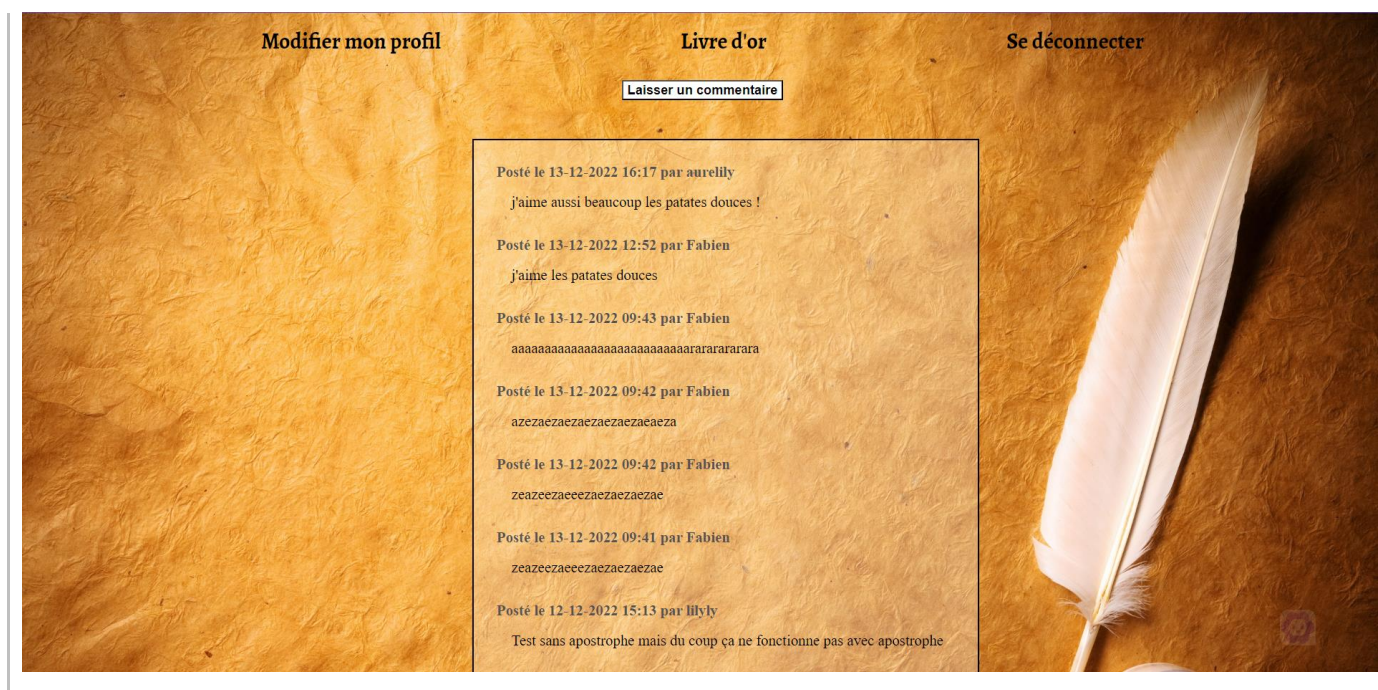 Modifier mon profil
Livre d'or
Se déconnecter
Laisser un commentaire
Posté le 13-12-2022 16:17 par aurelily
j'aime aussi beaucoup les patates douces !
Posté le 13-12-2022 12:52 par Fabien
j'aime les patates douces
Posté le 13-12-2022 09:43 par Fabien
aaaaaaaaaaaaaaaaaaaaaaaaaaararararara
Posté le 13-12-2022 09:42 par Fabien
azezaezaezaezaezaezaeaeza
Posté le 13-12-2022 09:42 par Fabien
zeazeezaeeezaezaezaezae
Posté le 13-12-2022 09:41 par Fabien
zeazeezaeeezaezaezaezae
Posté le 12-12-2022 15:13 par lilyly
Test sans apostrophe mais du coup ça ne fonctionne pas avec apostrophe